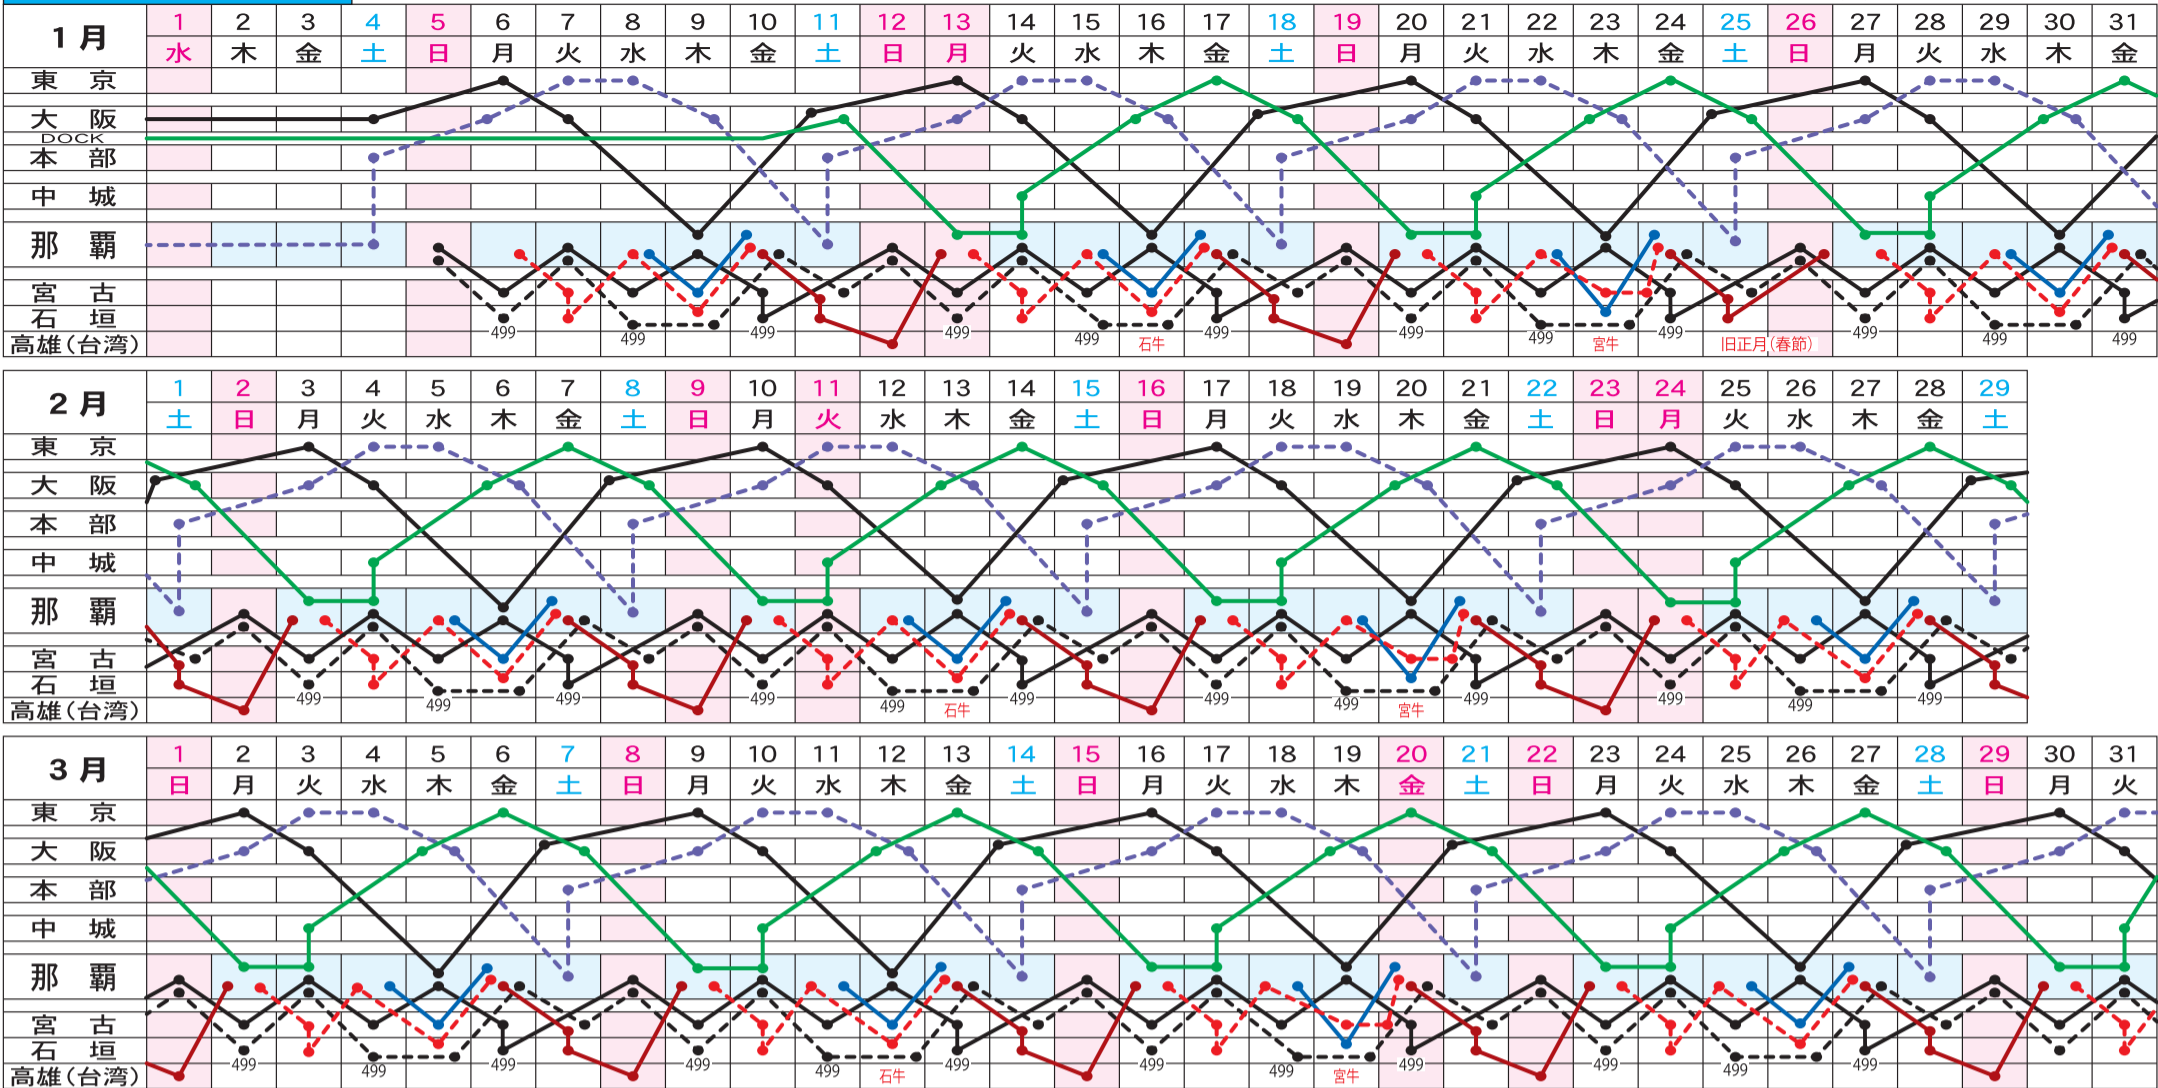 1月 1 2 3 4 5 6 7 8 9 10 11 12 13 14 15 16 17 18 19 20 21 22 23 24 25 26 27 28 29 30 31
水 木 金 土 日 月 火 水 木 金 土 日 月 火 水 木 金 土 日 月 火 水 木 金 土 日 月 火 水 木 金
東京
大阪
DOCK
本部
中城
那覇
宮古
石垣
499 499 499 499 499 499 499 499 499 499 499 499
高雄(台湾) 石牛 宮牛 旧正月(春節)
2月 1 2 3 4 5 6 7 8 9 10 11 12 13 14 15 16 17 18 19 20 21 22 23 24 25 26 27 28 29
土 日 月 火 水 木 金 土 日 月 火 水 木 金 土 日 月 火 水 木 金 土 日 月 火 水 木 金 土
東京
大阪
本部
中城
那覇
宮古
石垣
499 499 499 499 499 499 499 499 499 499 499 499
高雄(台湾) 石牛 宮牛
3月 1 2 3 4 5 6 7 8 9 10 11 12 13 14 15 16 17 18 19 20 21 22 23 24 25 26 27 28 29 30 31
日 月 火 水 木 金 土 日 月 火 水 木 金 土 日 月 火 水 木 金 土 日 月 火 水 木 金 土 日 月 火
東京
大阪
本部
中城
那覇
宮古
石垣
499 499 499 499 499 499 499 499 499 499 499 499
高雄(台湾) 石牛 宮牛